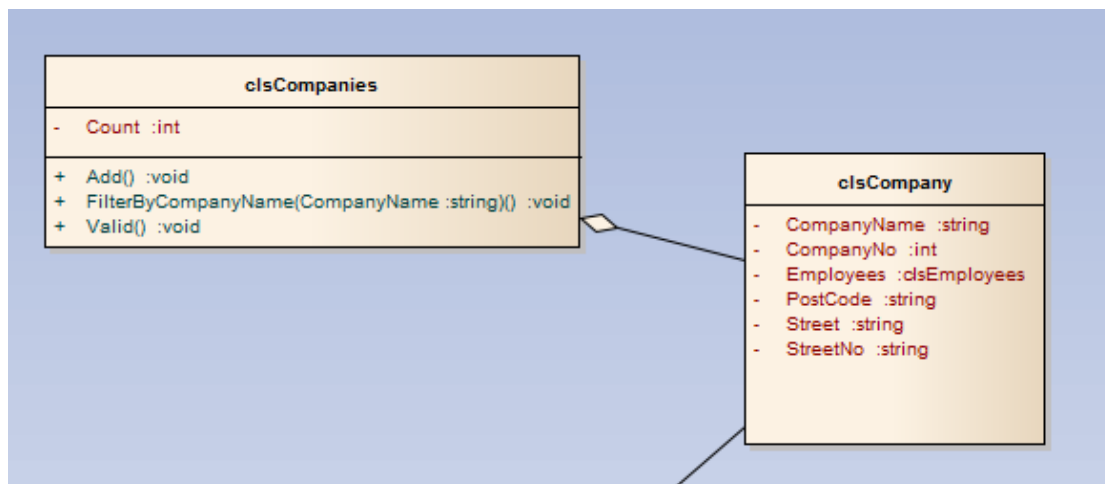 clsCompanies
- Count :int
+ Add() :void
+ FilterByCompanyName(CompanyName :string)() :void
+ Valid() :void
clsCompany
- CompanyName :string
- CompanyNo :int
- Employees :clsEmployees
- PostCode :string
- Street :string
- StreetNo :string